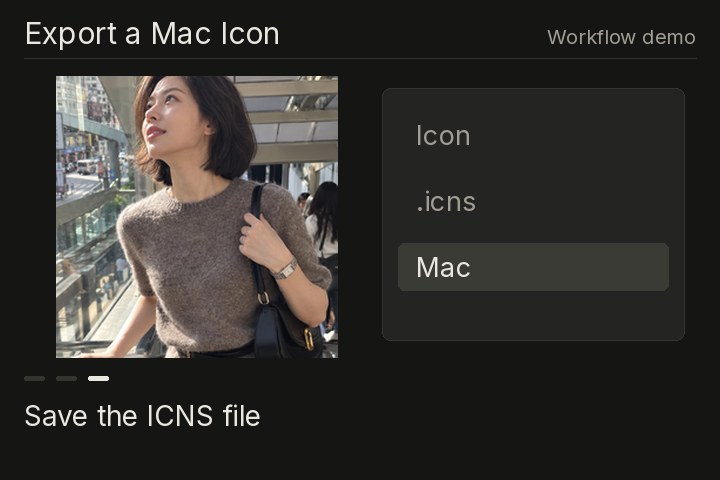 Export a Mac Icon
Workflow demo
Icon
.icns
Mac
Save the ICNS file